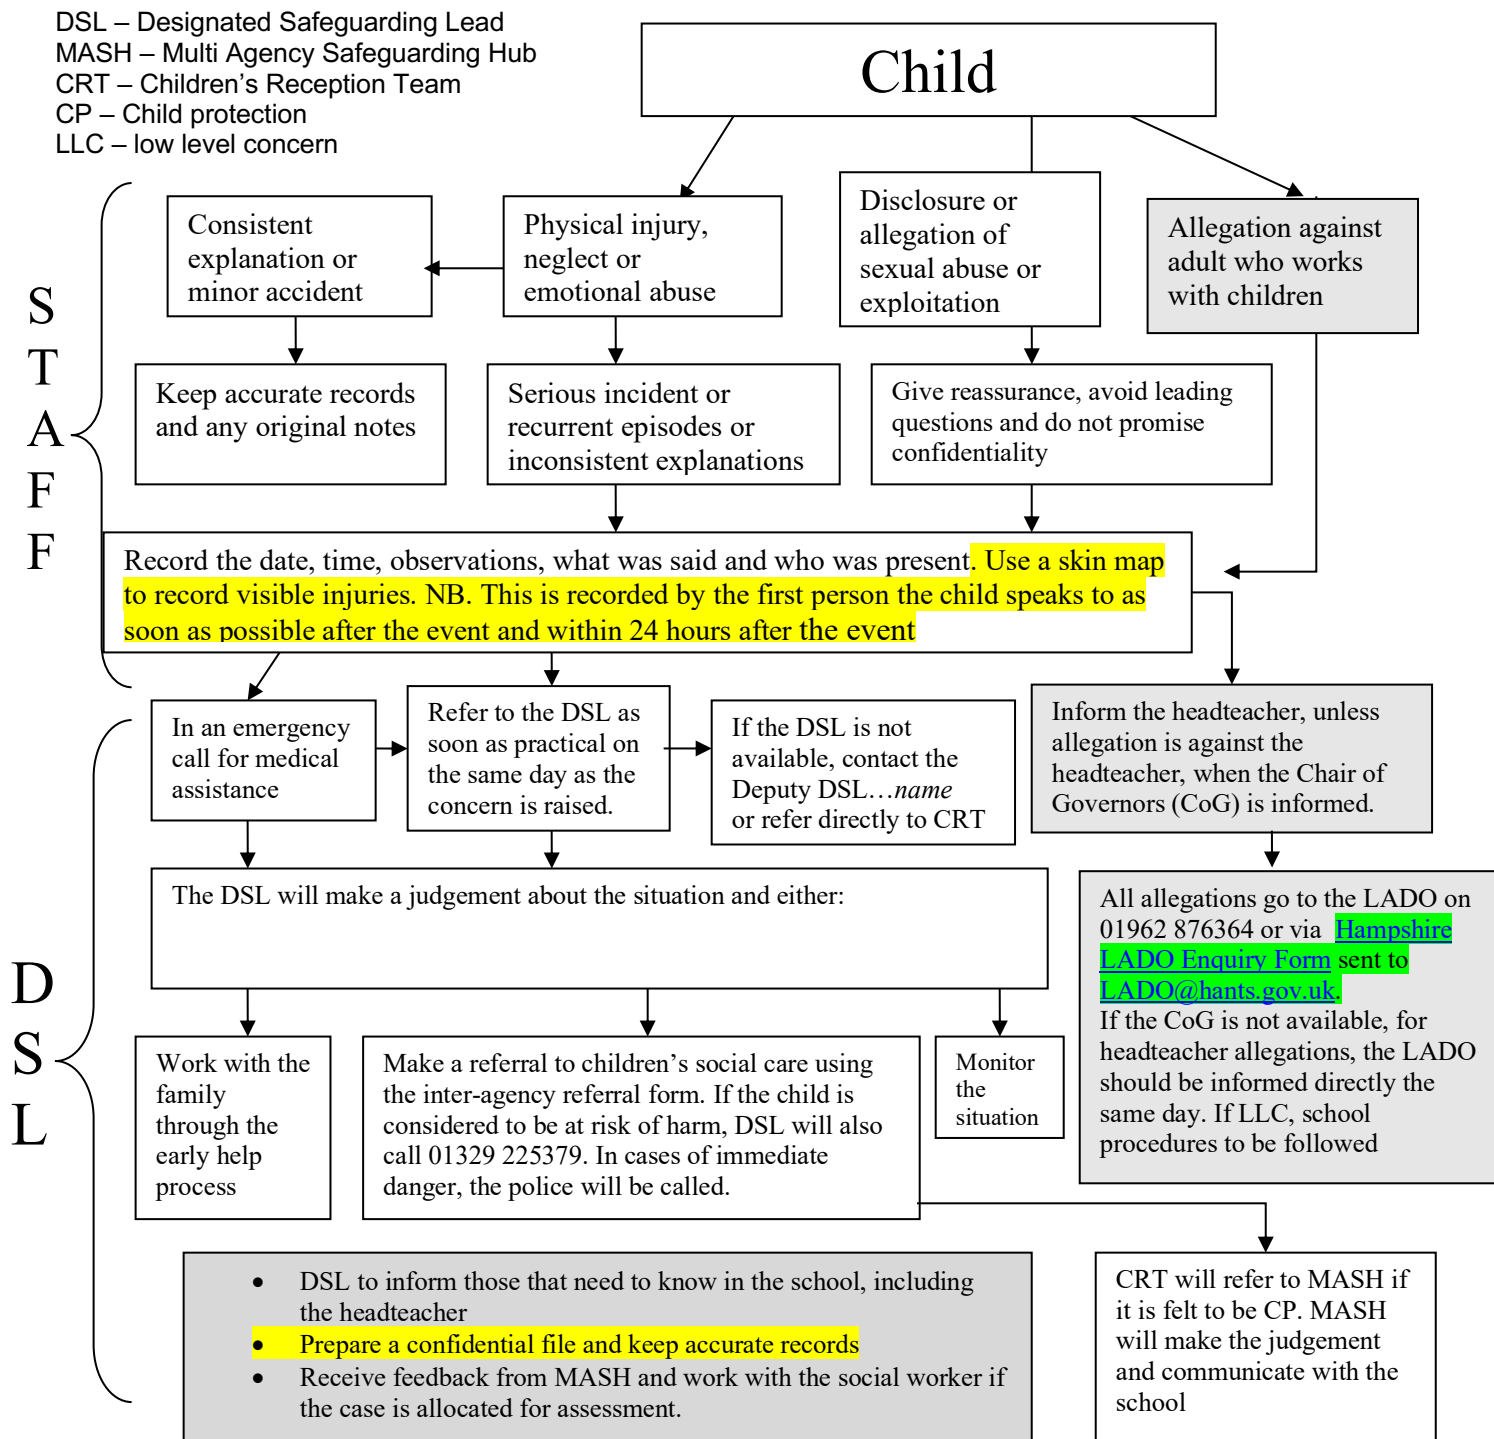 DSL – Designated Safeguarding Lead
MASH – Multi Agency Safeguarding Hub
CRT – Children's Reception Team
CP – Child protection
LLC – low level concern
Child
S
T
A
F
F
Consistent
explanation or
minor accident
Physical injury,
neglect or
emotional abuse
Disclosure or
allegation of
sexual abuse or
exploitation
Allegation against
adult who works
with children
Keep accurate records
and any original notes
Serious incident or
recurrent episodes or
inconsistent explanations
Give reassurance, avoid leading
questions and do not promise
confidentiality
Record the date, time, observations, what was said and who was present. Use a skin map
to record visible injuries. NB. This is recorded by the first person the child speaks to as
soon as possible after the event and within 24 hours after the event
D
S
L
In an emergency
call for medical
assistance
Refer to the DSL as
soon as practical on
the same day as the
concern is raised.
If the DSL is not
available, contact the
Deputy DSL…name
or refer directly to CRT
Inform the headteacher, unless
allegation is against the
headteacher, when the Chair of
Governors (CoG) is informed.
The DSL will make a judgement about the situation and either:
All allegations go to the LADO on
01962 876364 or via Hampshire
LADO Enquiry Form sent to
LADO@hants.gov.uk.
If the CoG is not available, for
headteacher allegations, the LADO
should be informed directly the
same day. If LLC, school
procedures to be followed
Work with the
family
through the
early help
process
Make a referral to children's social care using
the inter-agency referral form. If the child is
considered to be at risk of harm, DSL will also
call 01329 225379. In cases of immediate
danger, the police will be called.
Monitor
the
situation
• DSL to inform those that need to know in the school, including
the headteacher
• Prepare a confidential file and keep accurate records
• Receive feedback from MASH and work with the social worker if
the case is allocated for assessment.
CRT will refer to MASH if
it is felt to be CP. MASH
will make the judgement
and communicate with the
school